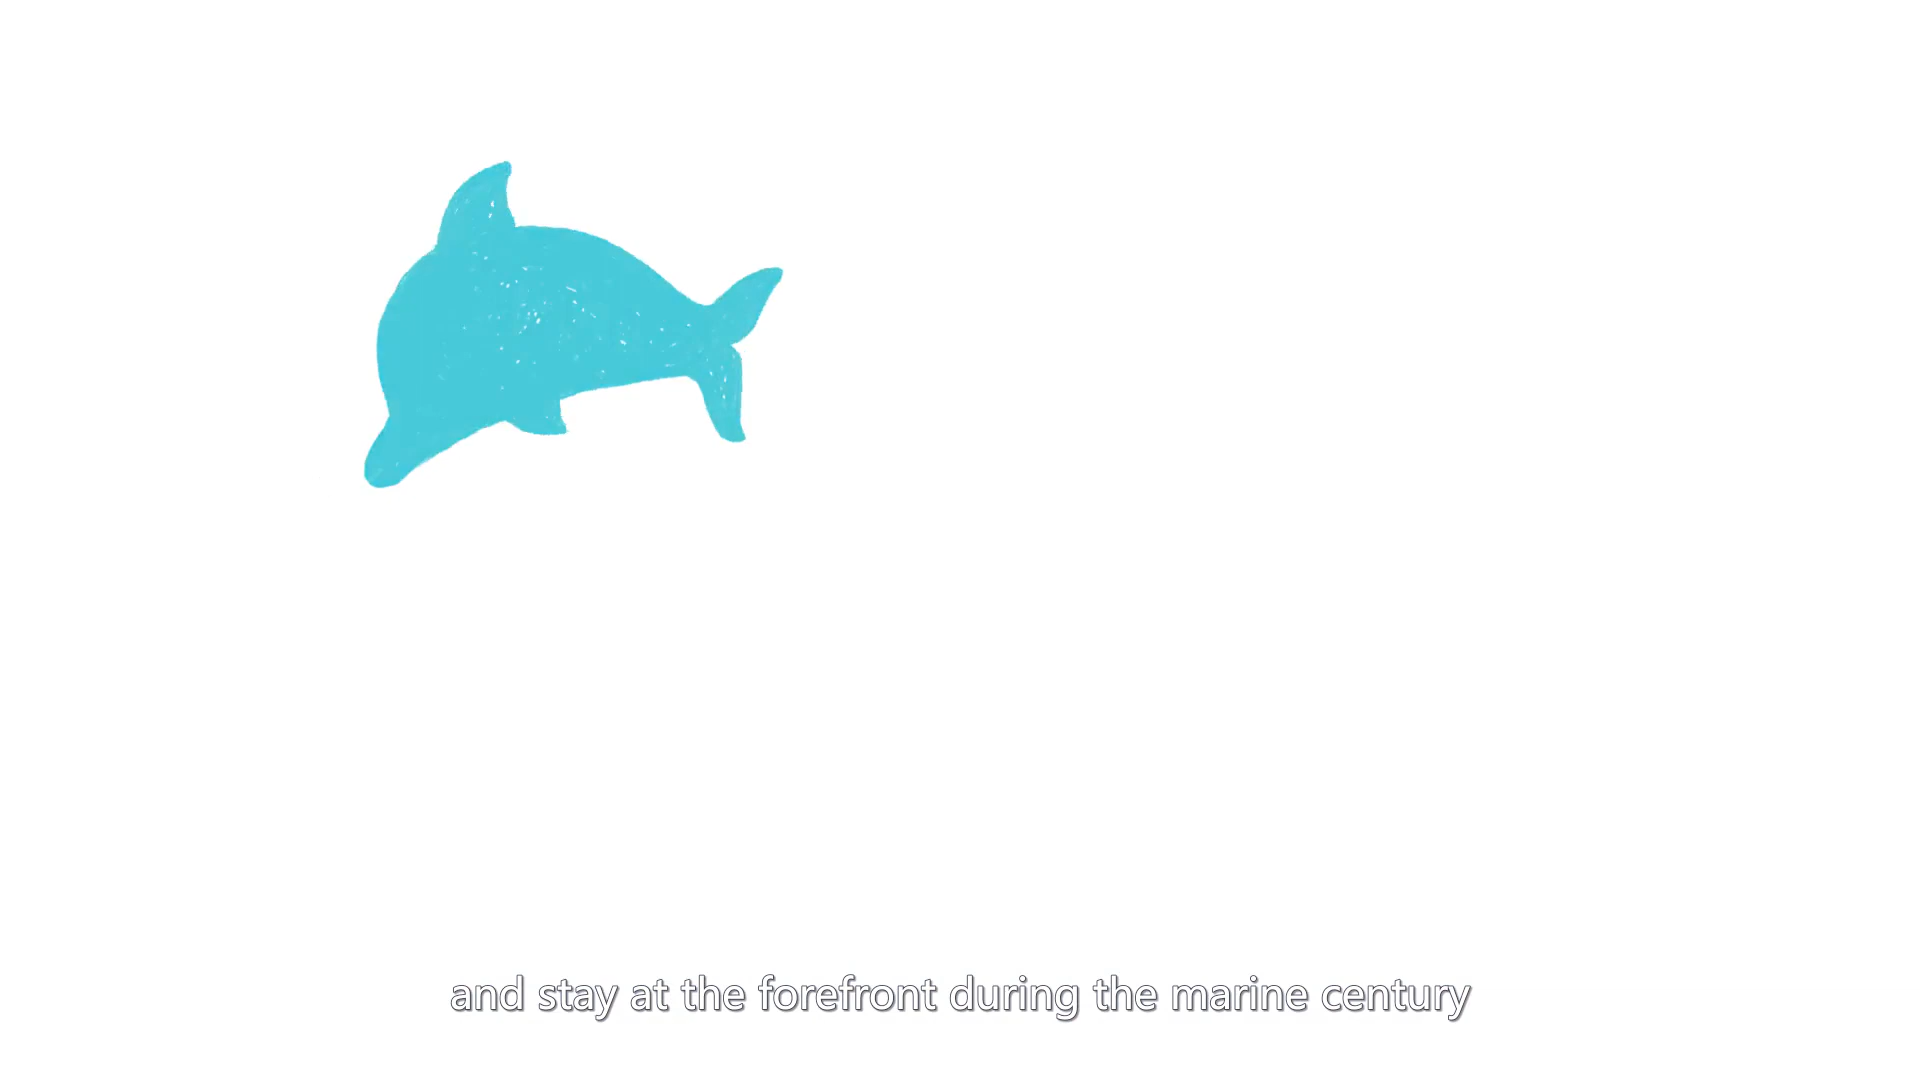 and stay at the forefront during the marine century